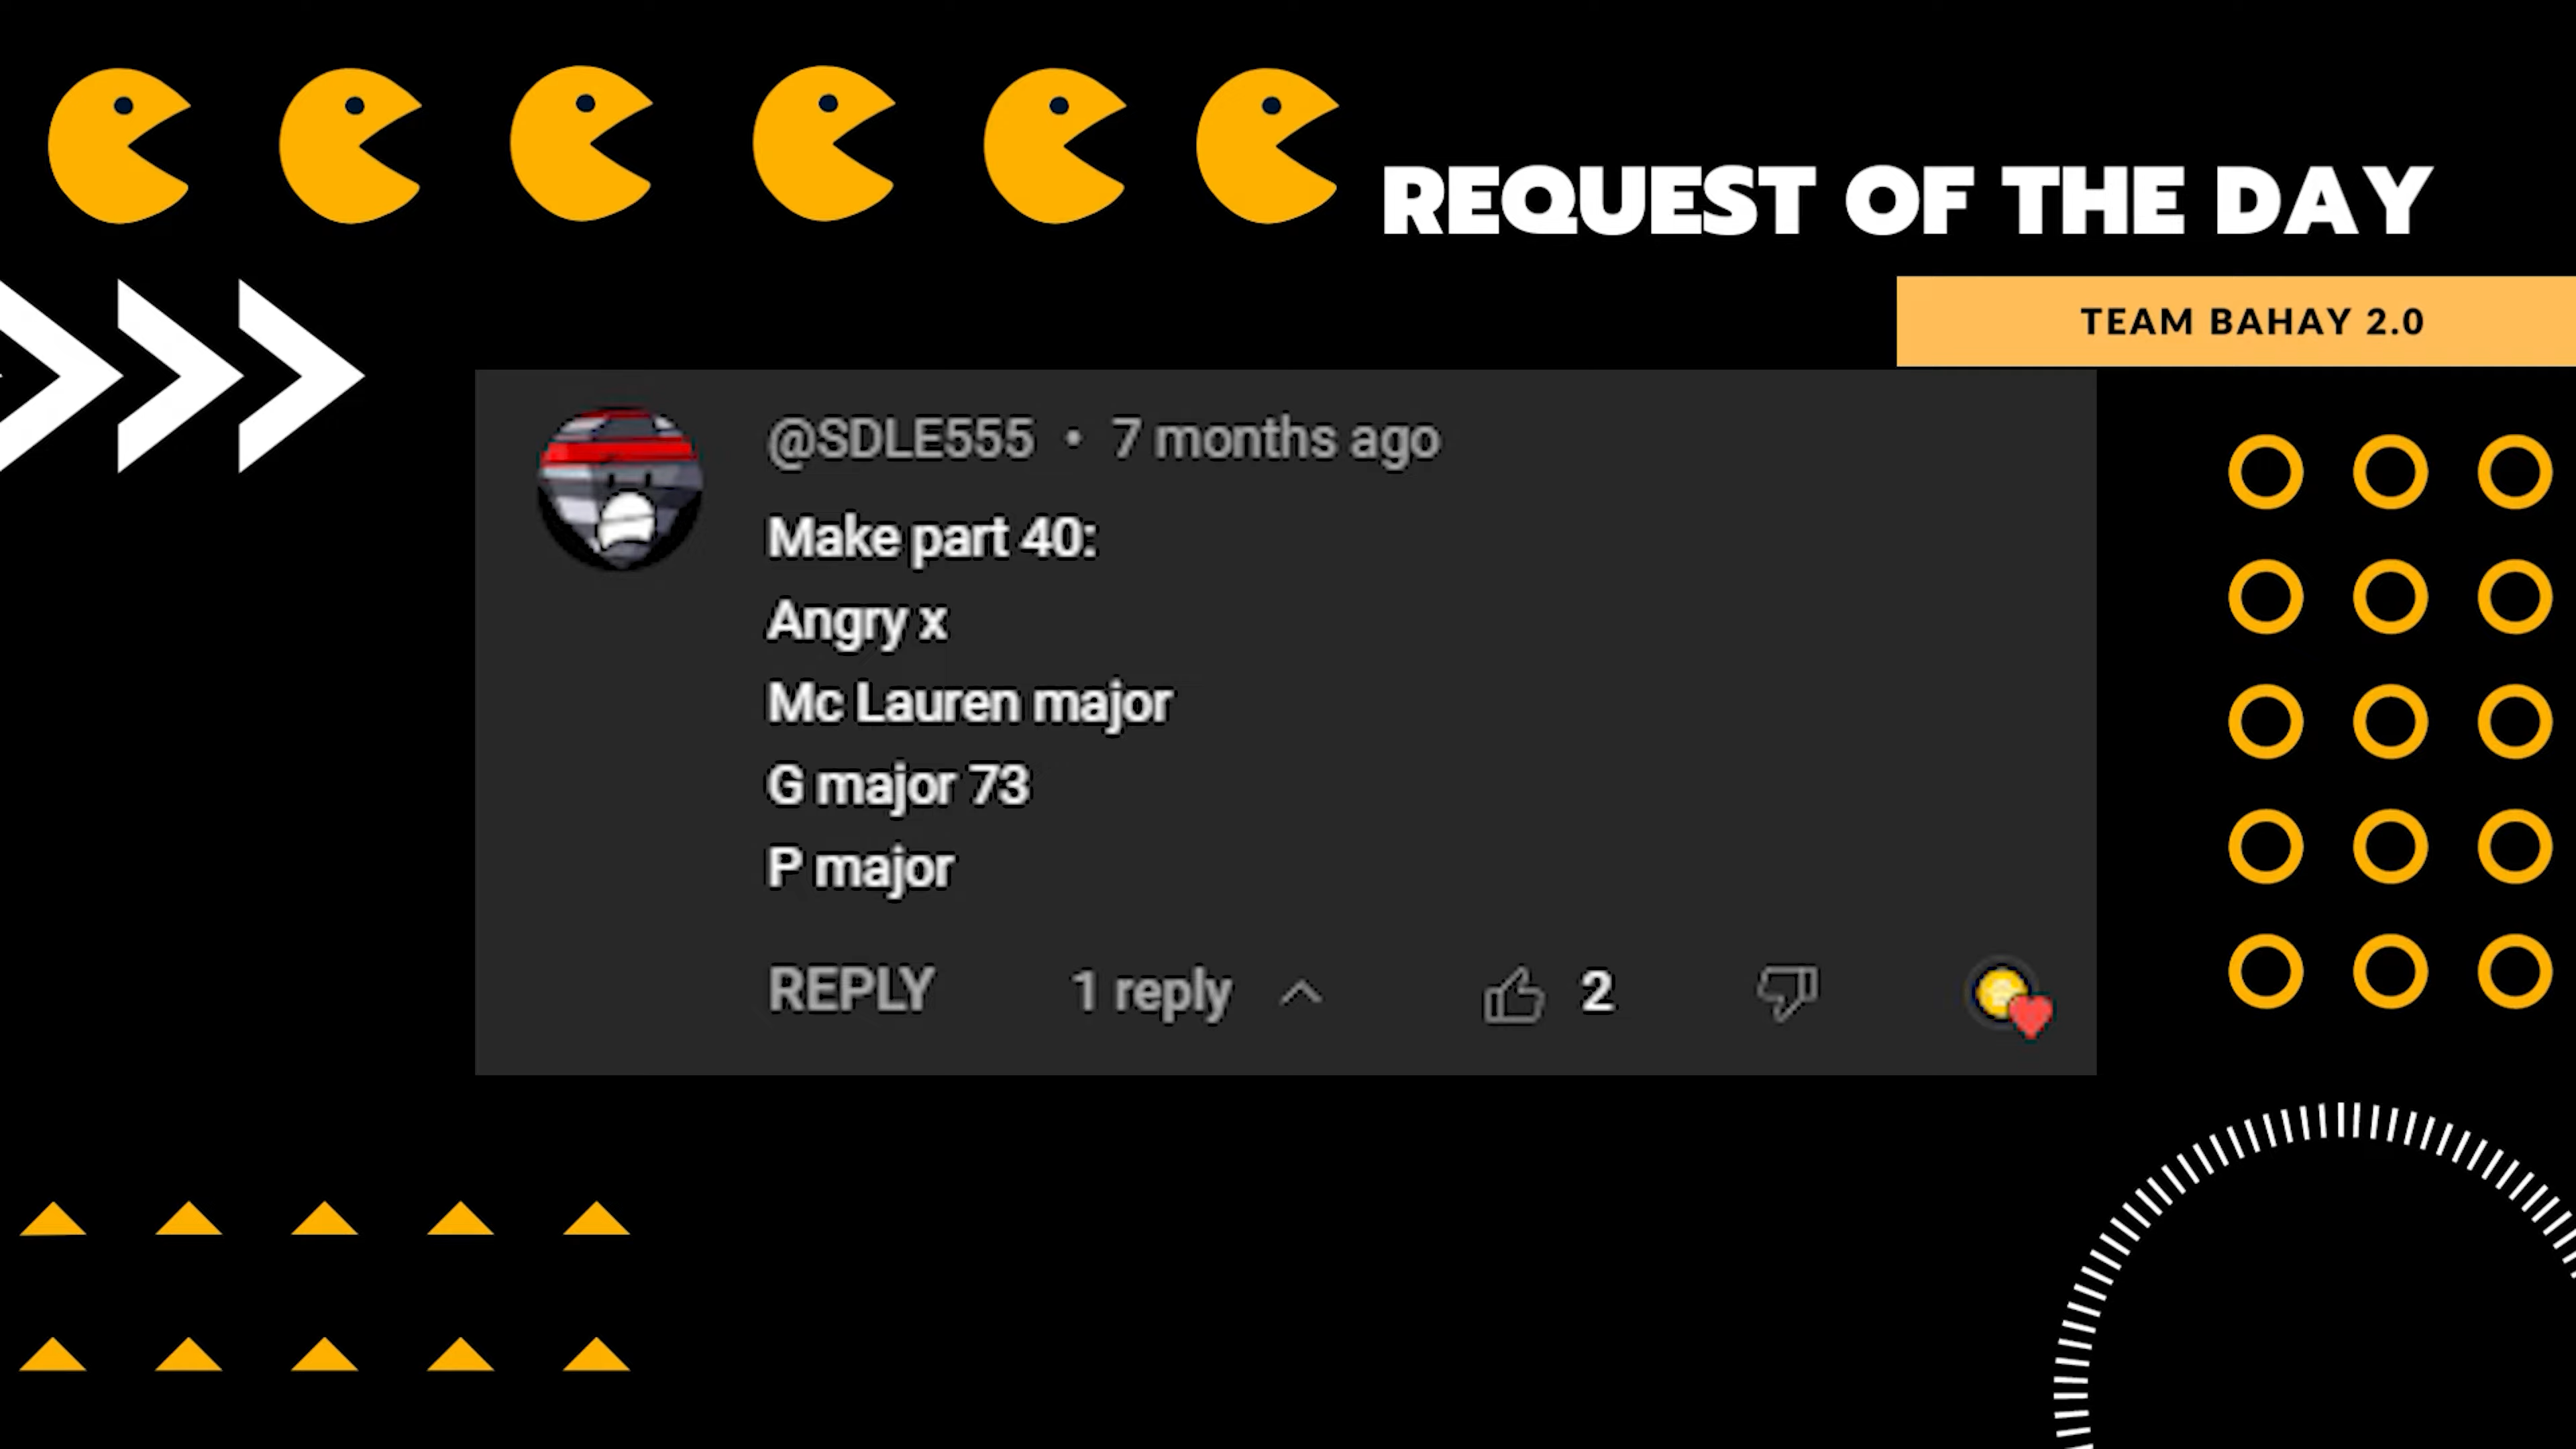 REQUEST OF THE DAY
TEAM BAHAY 2.0
@SDLE555 • 7 months ago
Make part 40:
Angry x
Mc Lauren major
G major 73
P major
REPLY 1 reply 2